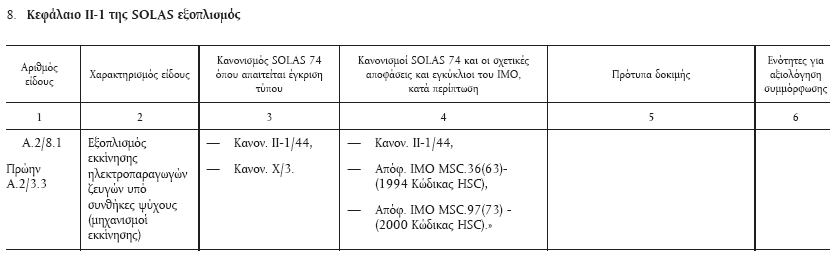 8. Κεφάλαιο II-1 της SOLAS εξοπλισμός
Αριθμός
είδους
Χαρακτηρισμός είδους
Κανονισμός SOLAS 74
όπου απαιτείται έγκριση
τύπου
Κανονισμοί SOLAS 74 και οι σχετικές
αποφάσεις και εγκύκλιοι του IMO,
κατά περίπτωση
Πρότυπα δοκιμής
Ενότητες για
αξιολόγηση
συμμόρφωσης
1
2
3
4
5
6
A.2/8.1
Πρώην
A.2/3.3
Εξοπλισμός
εκκίνησης
ηλεκτροπαραγωγών
ζευγών υπό
συνθήκες ψύχους
(μηχανισμοί
εκκίνησης)
— Κανον. II-1/44,
— Κανον. X/3.
— Κανον. II-1/44,
— Απόφ. IMO MSC.36(63)-
(1994 Κώδικας HSC),
— Απόφ. IMO MSC.97(73) -
(2000 Κώδικας HSC).»